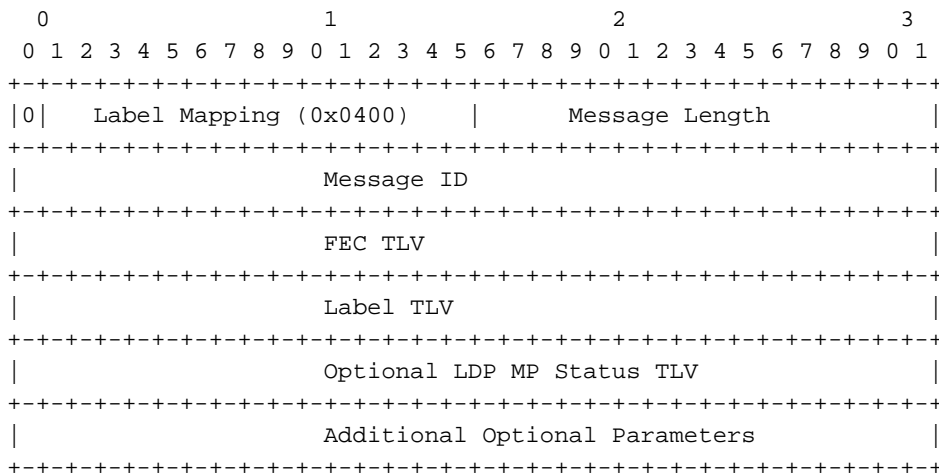 0                   1                   2                   3
 0 1 2 3 4 5 6 7 8 9 0 1 2 3 4 5 6 7 8 9 0 1 2 3 4 5 6 7 8 9 0 1
+-+-+-+-+-+-+-+-+-+-+-+-+-+-+-+-+-+-+-+-+-+-+-+-+-+-+-+-+-+-+-+-+
|0|   Label Mapping (0x0400)    |      Message Length           |
+-+-+-+-+-+-+-+-+-+-+-+-+-+-+-+-+-+-+-+-+-+-+-+-+-+-+-+-+-+-+-+-+
|                     Message ID                                |
+-+-+-+-+-+-+-+-+-+-+-+-+-+-+-+-+-+-+-+-+-+-+-+-+-+-+-+-+-+-+-+-+
|                     FEC TLV                                   |
+-+-+-+-+-+-+-+-+-+-+-+-+-+-+-+-+-+-+-+-+-+-+-+-+-+-+-+-+-+-+-+-+
|                     Label TLV                                 |
+-+-+-+-+-+-+-+-+-+-+-+-+-+-+-+-+-+-+-+-+-+-+-+-+-+-+-+-+-+-+-+-+
|                     Optional LDP MP Status TLV                |
+-+-+-+-+-+-+-+-+-+-+-+-+-+-+-+-+-+-+-+-+-+-+-+-+-+-+-+-+-+-+-+-+
|                     Additional Optional Parameters            |
+-+-+-+-+-+-+-+-+-+-+-+-+-+-+-+-+-+-+-+-+-+-+-+-+-+-+-+-+-+-+-+-+